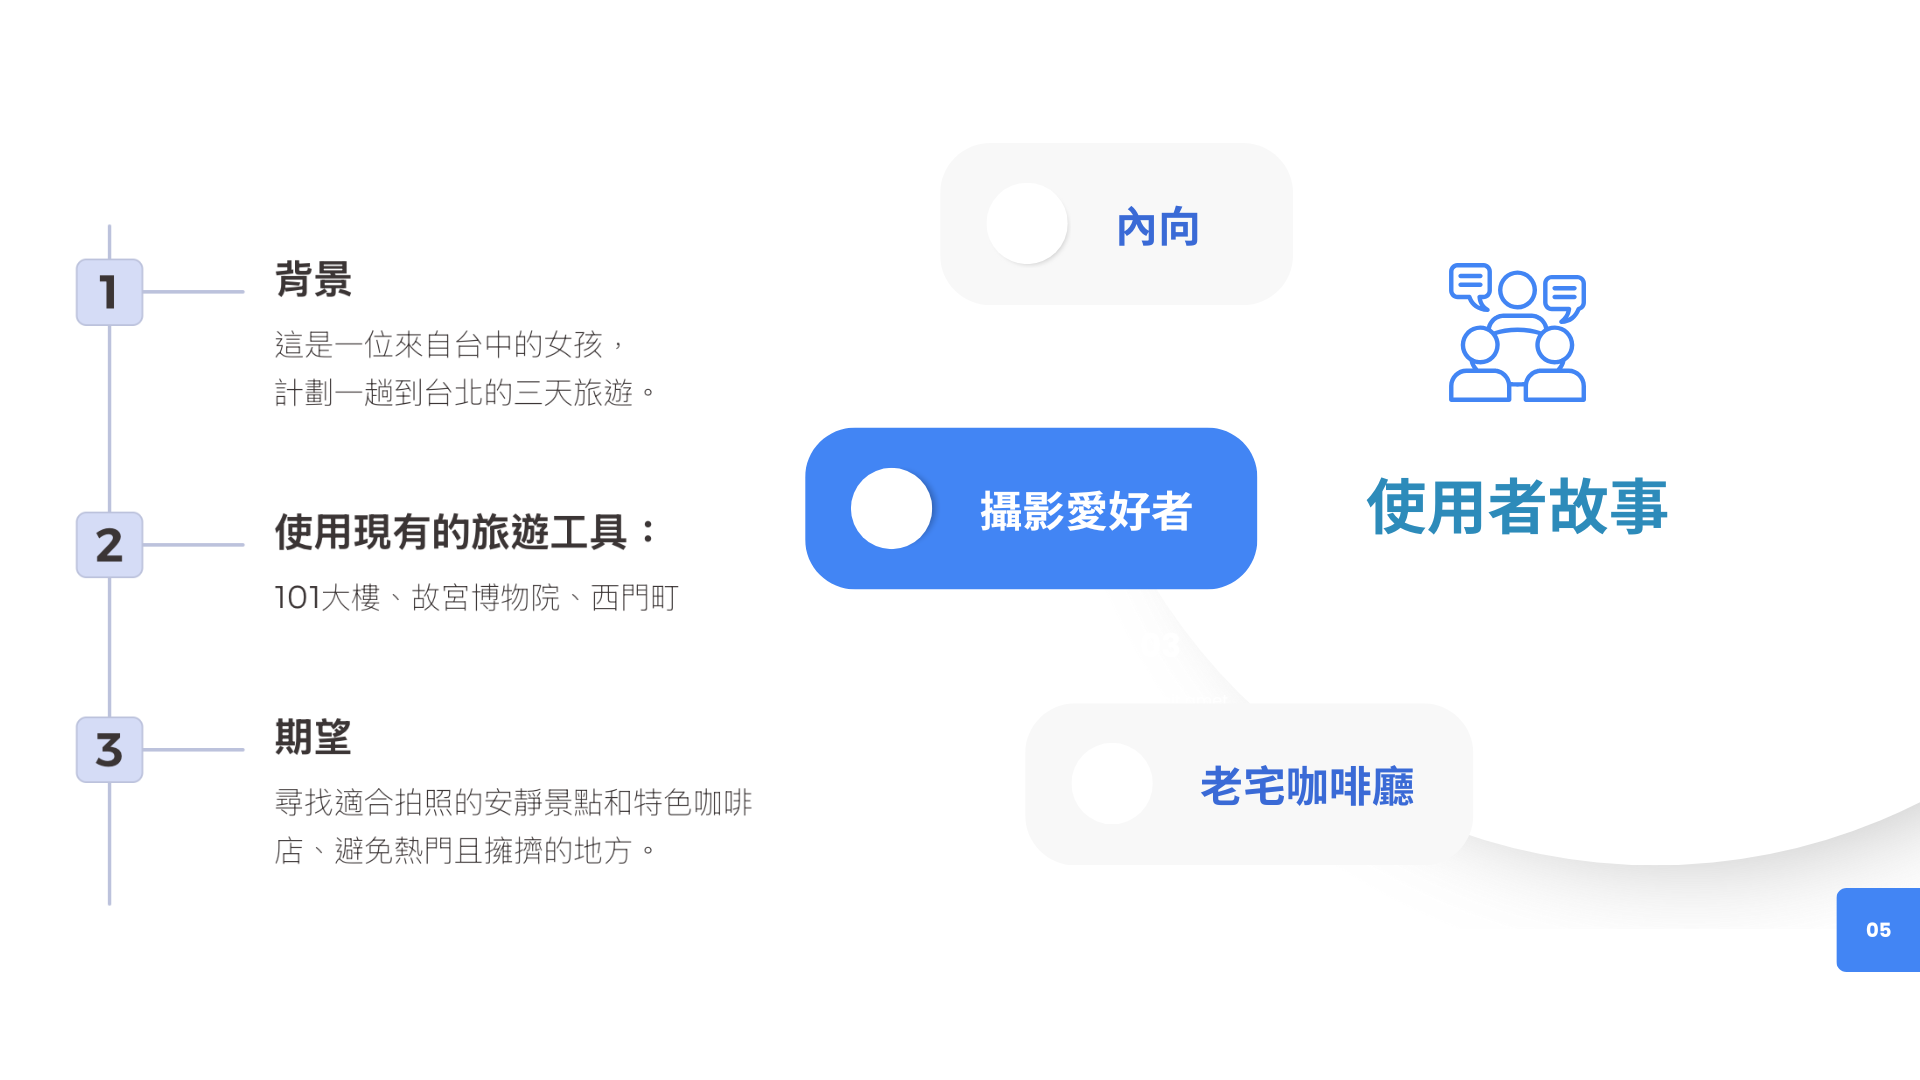 1
背景
這是一位來自台中的女孩，
計劃一趟到台北的三天旅遊。
2
使用現有的旅遊工具：
101大樓、故宮博物院、西門町
3
期望
尋找適合拍照的安靜景點和特色咖啡
店、避免熱門且擁擠的地方。
內向
攝影愛好者
03
老宅咖啡廳
使用者故事
05